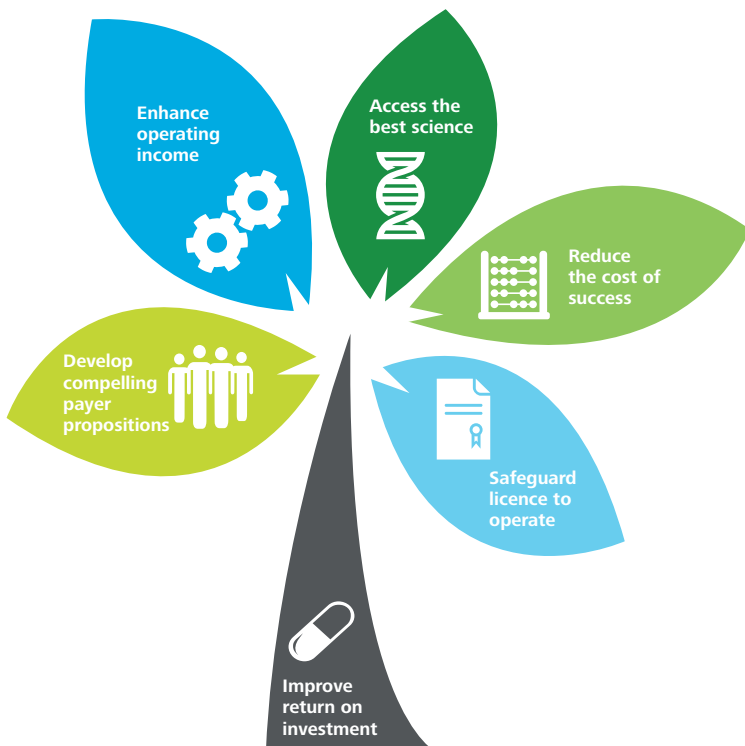 Enhance
operating
income
Access the
best science
Reduce
the cost of
success
Develop
compelling
payer
propositions
Safeguard
licence to
operate
Improve
return on
investment